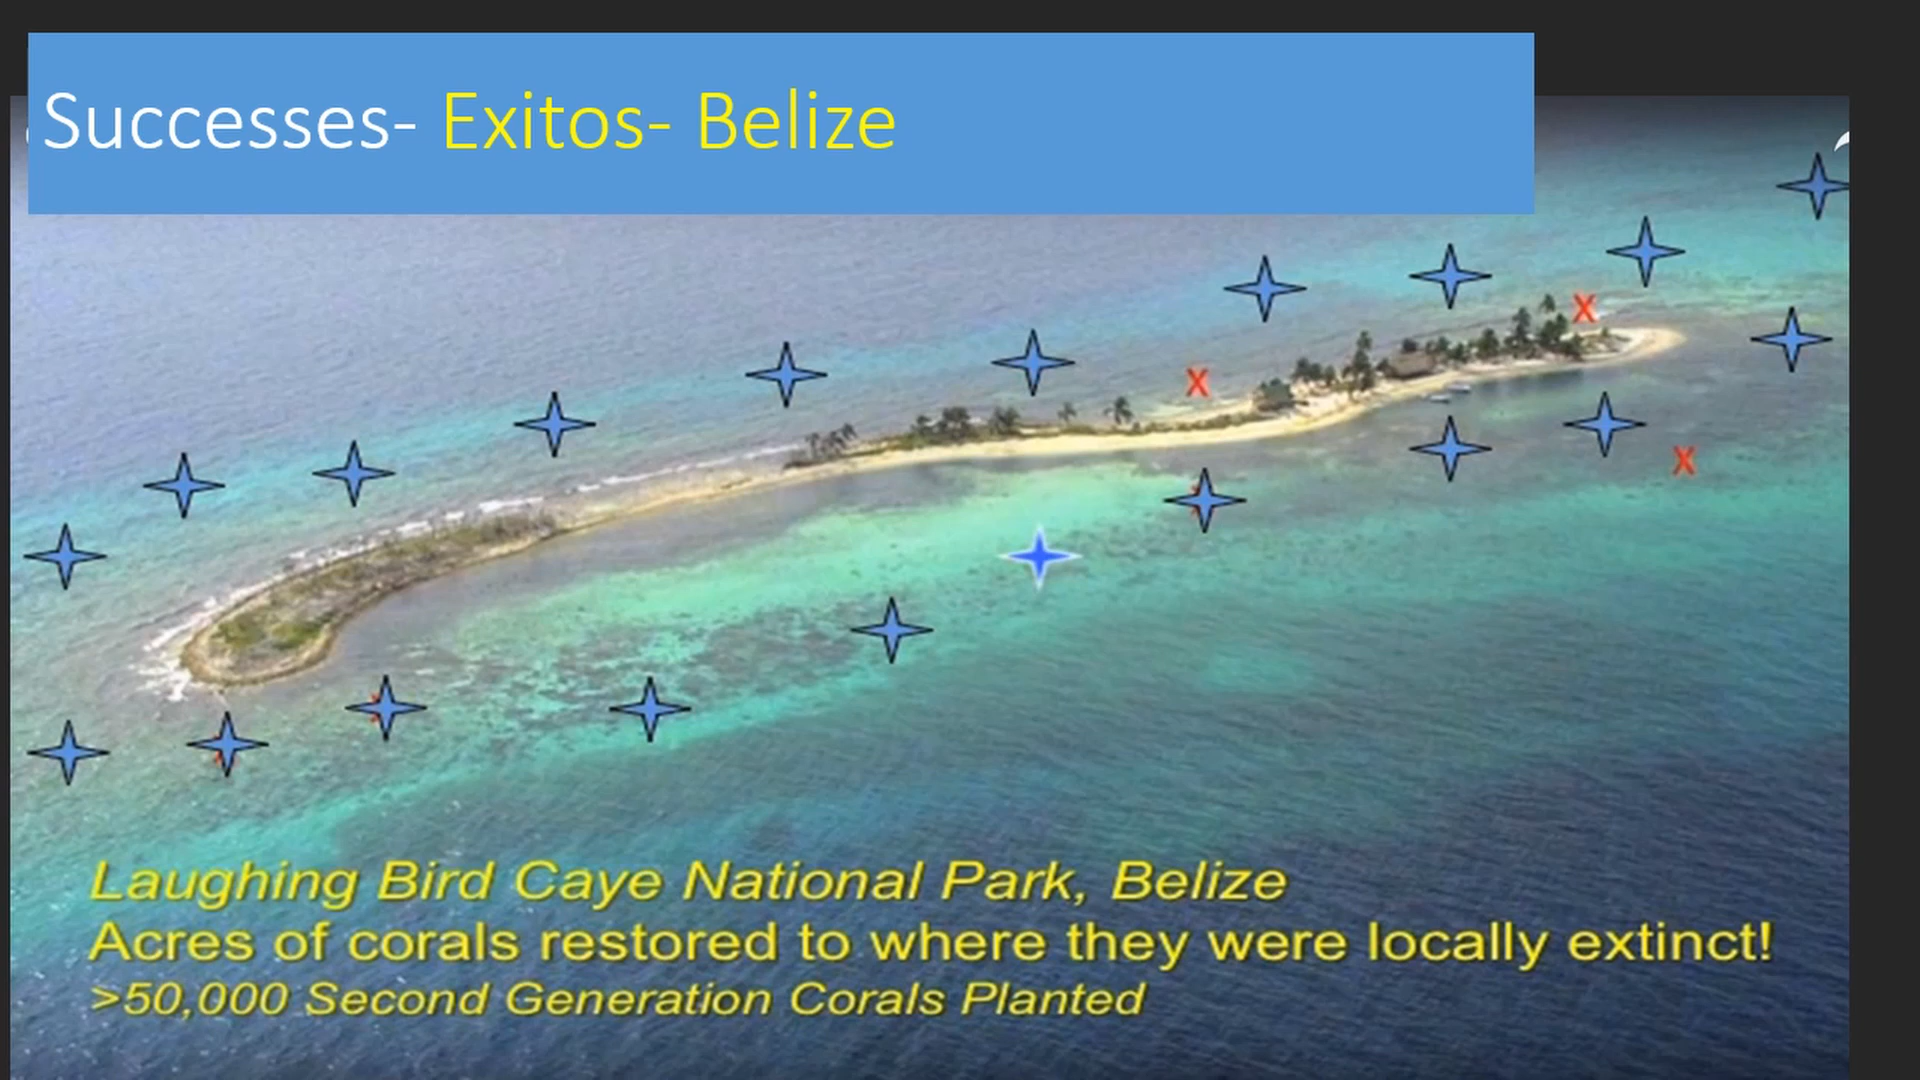 Successes- Exitos- Belize
X
X
X
Laughing Bird Caye National Park, Belize
Acres of corals restored to where they were locally extinct!
>50,000 Second Generation Corals Planted